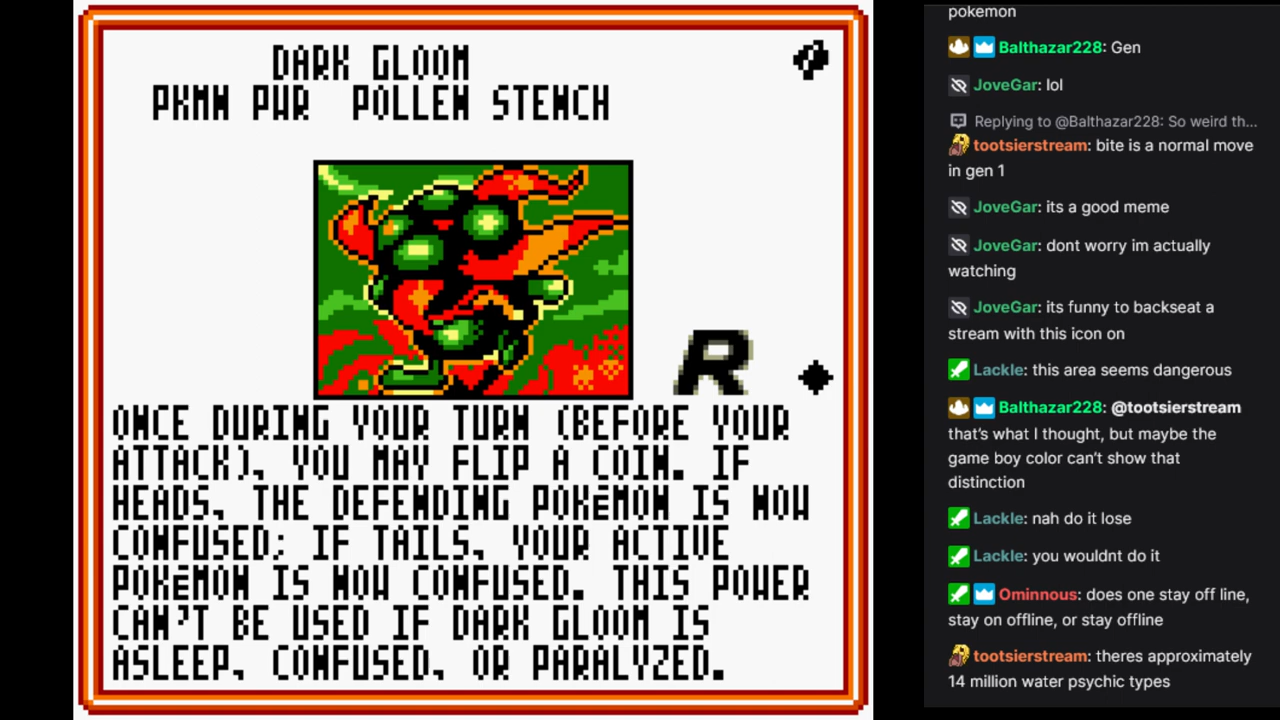 DARK GLOOM
PKMN PWR POLLEN STENCH
R
ONCE DURING YOUR TURN (BEFORE YOUR
ATTACK), YOU MAY FLIP A COIN. IF
HEADS, THE DEFENDING POKéMON IS NOW
CONFUSED; IF TAILS, YOUR ACTIVE
POKéMON IS NOW CONFUSED. THIS POWER
CAN'T BE USED IF DARK GLOOM IS
ASLEEP, CONFUSED, OR PARALYZED.
pokemon
Balthazar228: Gen
JoveGar: lol
Replying to @Balthazar228: So weird th...
tootsierstream: bite is a normal move
in gen 1
JoveGar: its a good meme
JoveGar: dont worry im actually
watching
JoveGar: its funny to backseat a
stream with this icon on
Lackle: this area seems dangerous
Balthazar228: @tootsierstream
that's what I thought, but maybe the
game boy color can't show that
distinction
Lackle: nah do it lose
Lackle: you wouldnt do it
Ominnous: does one stay off line,
stay on offline, or stay offline
tootsierstream: theres approximately
14 million water psychic types